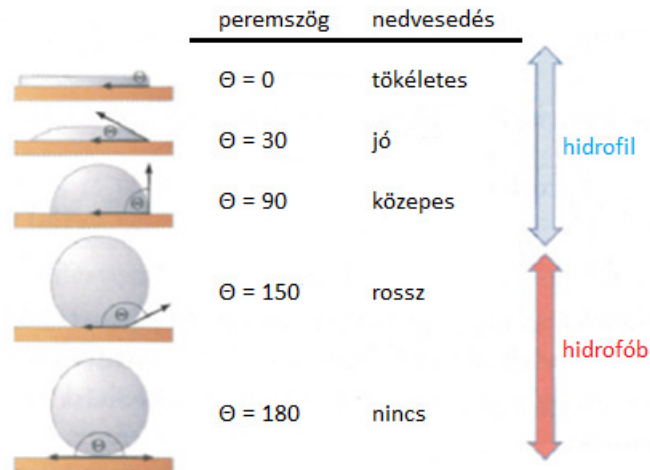 peremszög nedvesedés
Θ Θ = 0 tökéletes
Θ Θ = 30 jó
hidrofil
Θ Θ = 90 közepes
Θ Θ = 150 rossz
hidrofób
Θ Θ = 180 nincs